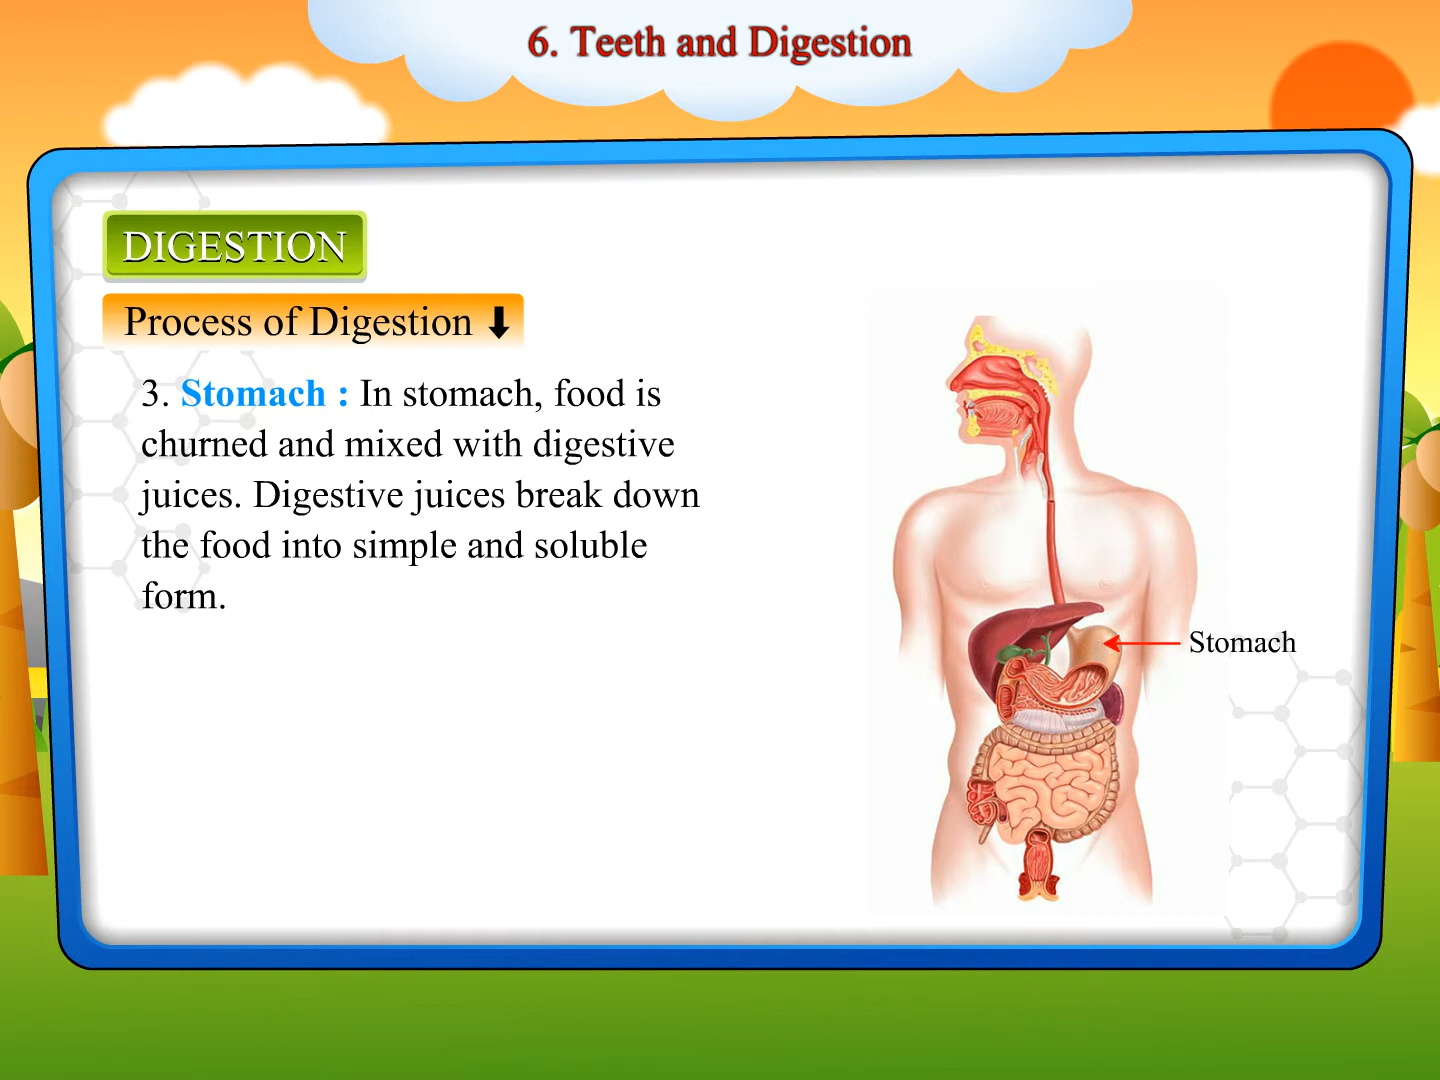 6. Teeth and Digestion
DIGESTION
Process of Digestion ⬇
3. Stomach : In stomach, food is
churned and mixed with digestive
juices. Digestive juices break down
the food into simple and soluble
form.
Stomach